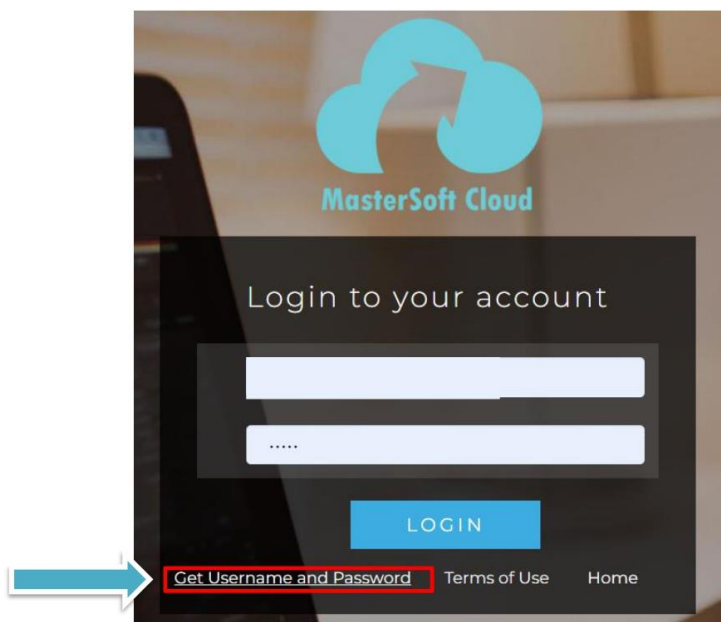 MasterSoft Cloud
Login to your account
.....
LOGIN
Get Username and Password Terms of Use Home